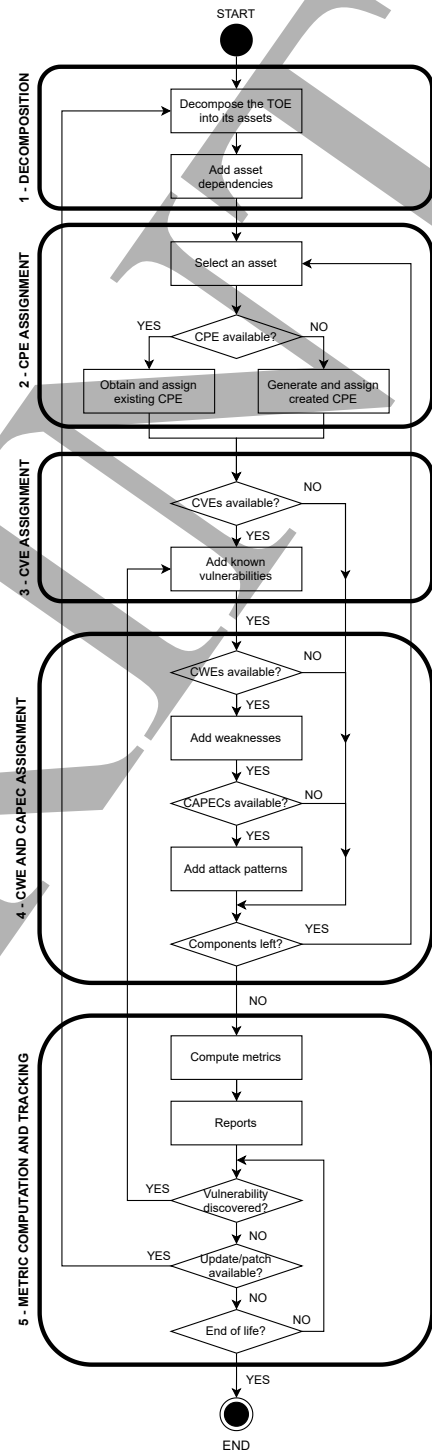 START
1 - DECOMPOSITION
Decompose the TOE
into its assets
Add asset
dependencies
2 - CPE ASSIGNMENT
Select an asset
YES
CPE available?
NO
Obtain and assign
existing CPE
Generate and assign
created CPE
3 - CVE ASSIGNMENT
CVEs available?
NO
YES
Add known
vulnerabilities
YES
4 - CWE AND CAPEC ASSIGNMENT
CWEs available?
NO
YES
Add weaknesses
YES
CAPECs available?
NO
YES
Add attack patterns
Components left?
YES
NO
5 - METRIC COMPUTATION AND TRACKING
Compute metrics
Reports
YES
Vulnerability
discovered?
NO
YES
Update/patch
available?
NO
End of life?
NO
YES
END